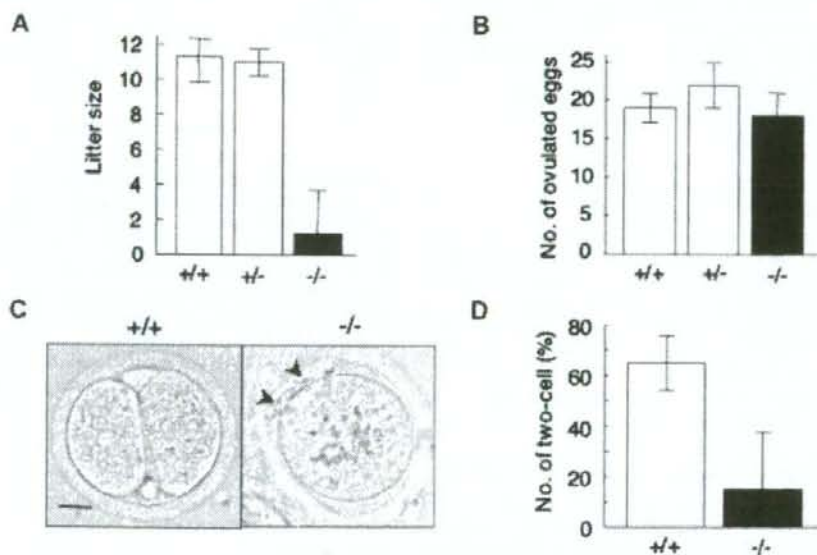 A
Litter size
12
10
8
6
4
2
0
+/+ +/- -/-
B
No. of ovulated eggs
25
20
15
10
5
0
+/+ +/- -/-
C
+/+ -/-
D
No. of two-cell (%)
80
60
40
20
0
+/+ -/-